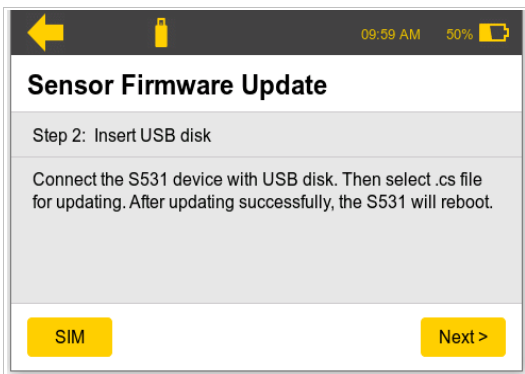 09:59 AM 50%
Sensor Firmware Update
Step 2: Insert USB disk
Connect the S531 device with USB disk. Then select .cs file
for updating. After updating successfully, the S531 will reboot.
SIM Next >